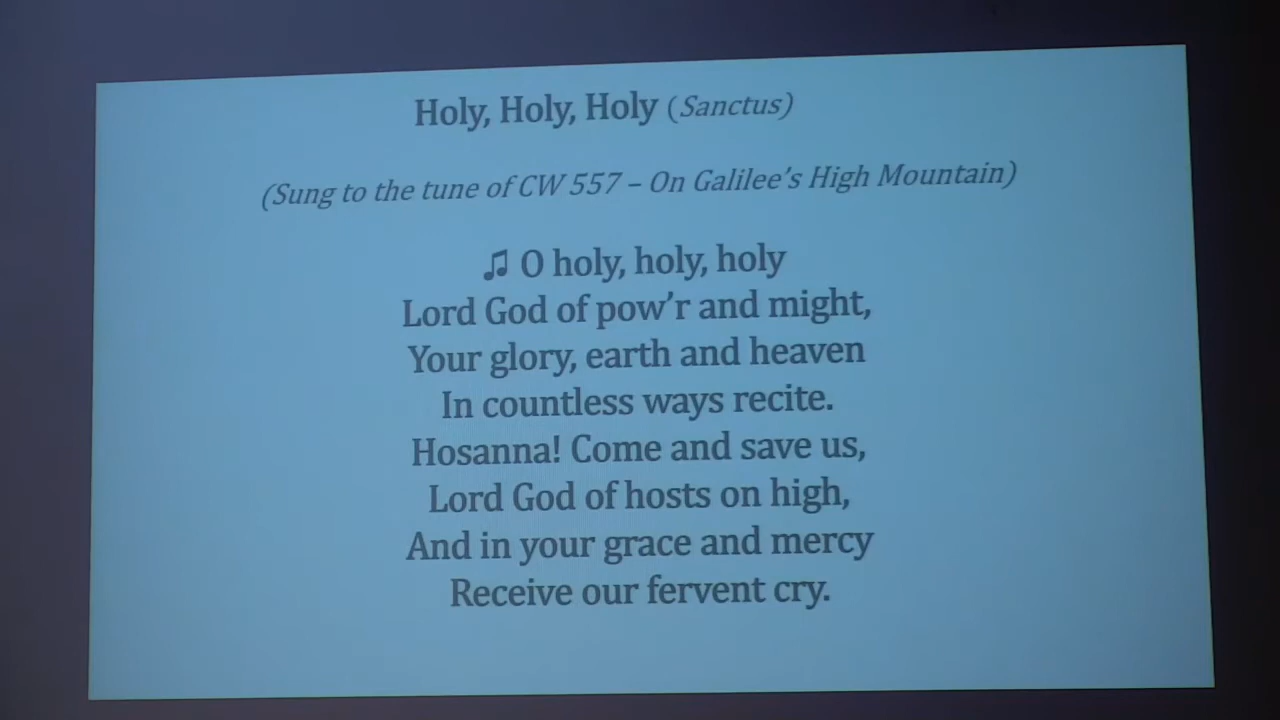 Holy, Holy, Holy (Sanctus)
(Sung to the tune of CW 557 – On Galilee's High Mountain)
♫ O holy, holy, holy
Lord God of pow'r and might,
Your glory, earth and heaven
In countless ways recite.
Hosanna! Come and save us,
Lord God of hosts on high,
And in your grace and mercy
Receive our fervent cry.